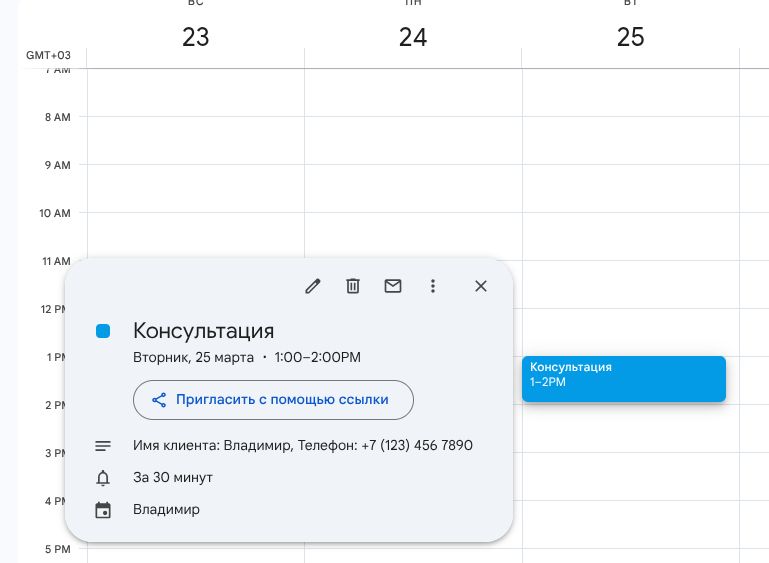 ВС
ПН
ВТ
23
24
25
GMT+03
7 AM
8 AM
9 AM
10 AM
11 AM
12 PM
1 PM
2 PM
3 PM
4 PM
5 PM
Консультация
Вторник, 25 марта · 1:00–2:00PM
Пригласить с помощью ссылки
Имя клиента: Владимир, Телефон: +7 (123) 456 7890
За 30 минут
Владимир
Консультация
1–2PM